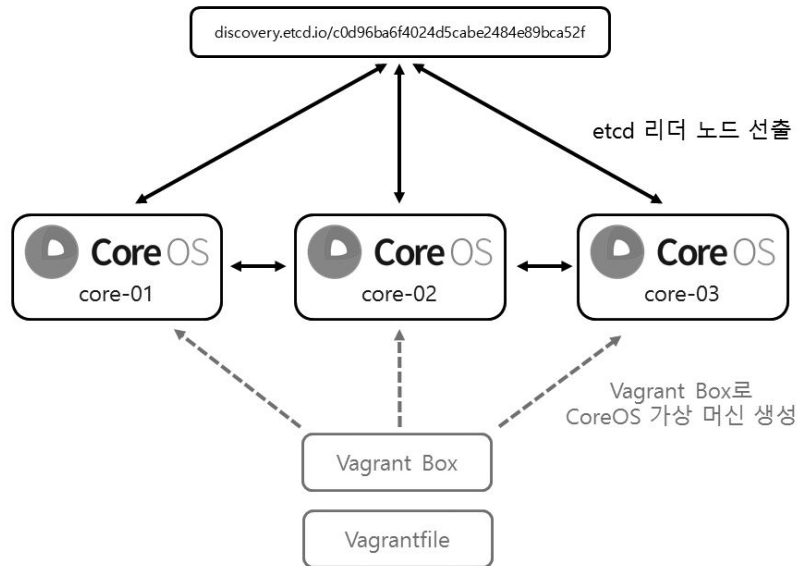 discovery.etcd.io/c0d96ba6f4024d5cabe2484e89bca52f
etcd 리더 노드 선출
Core OS
core-01
Core OS
core-02
Core OS
core-03
Vagrant Box로
CoreOS 가상 머신 생성
Vagrant Box
Vagrantfile